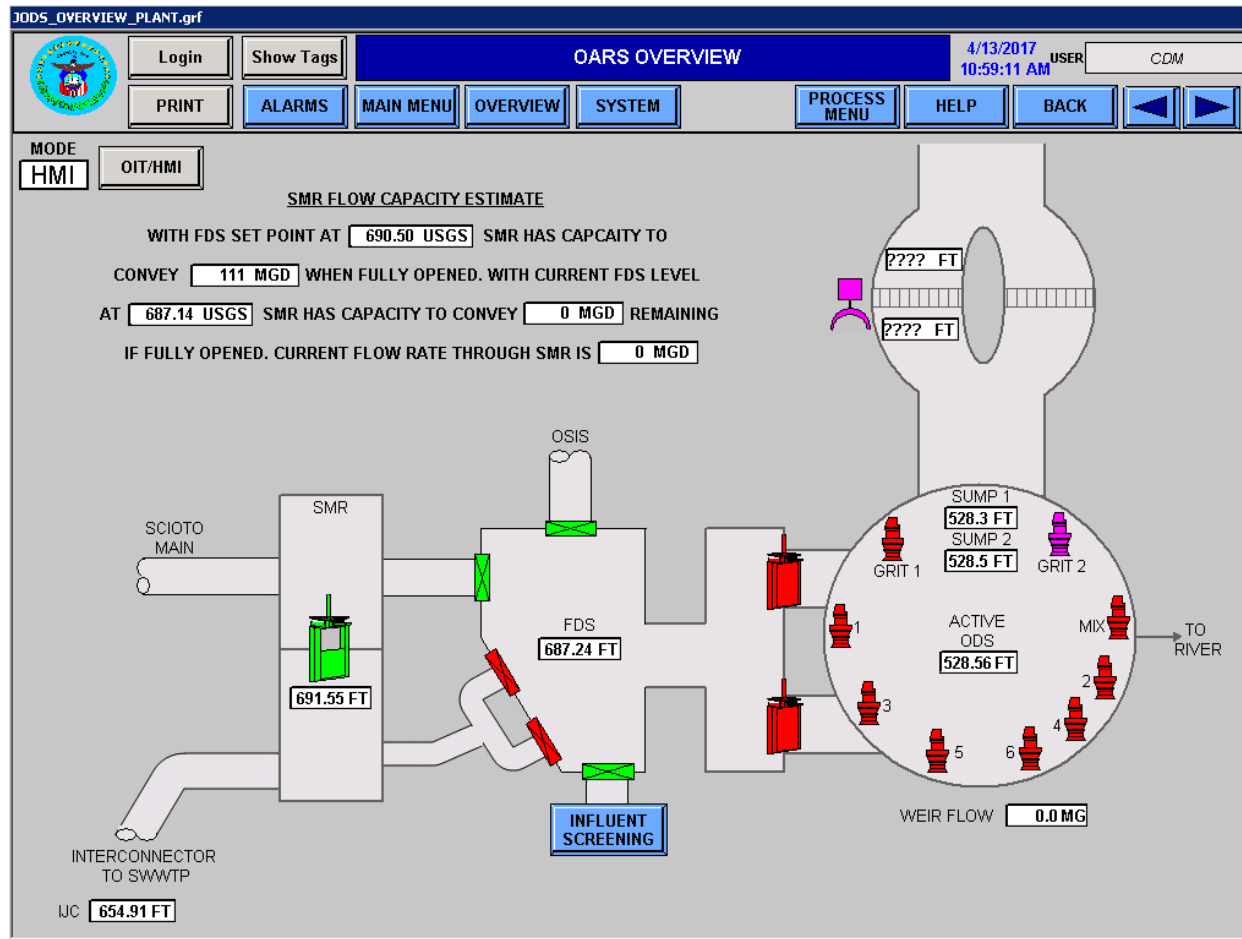 JODS_OVERVIEW_PLANT.grf
Login
Show Tags
OARS OVERVIEW
4/13/2017
10:59:11 AM
USER
CDM
PRINT
ALARMS
MAIN MENU
OVERVIEW
SYSTEM
PROCESS
MENU
HELP
BACK
MODE
HMI
OIT/HMI
SMR FLOW CAPACITY ESTIMATE
WITH FDS SET POINT AT 690.50 USGS SMR HAS CAPCAITY TO
CONVEY 111 MGD WHEN FULLY OPENED. WITH CURRENT FDS LEVEL
AT 687.14 USGS SMR HAS CAPACITY TO CONVEY 0 MGD REMAINING
IF FULLY OPENED. CURRENT FLOW RATE THROUGH SMR IS 0 MGD
???? FT
???? FT
OSIS
SMR
SCIOTO
MAIN
SUMP 1
528.3 FT
SUMP 2
528.5 FT
GRIT 1
GRIT 2
FDS
687.24 FT
ACTIVE
ODS
528.56 FT
1
MIX
TO
RIVER
2
3
4
5
6
691.55 FT
INFLUENT
SCREENING
WEIR FLOW 0.0 MG
INTERCONNECTOR
TO SWWTP
IJC 654.91 FT